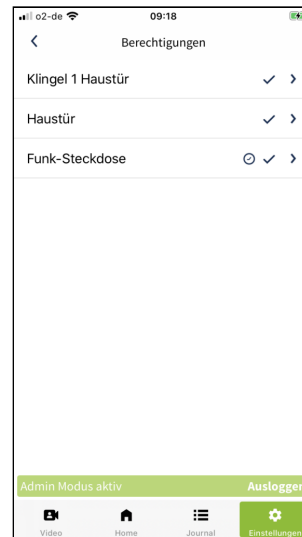 o2-de 09:18
Berechtigungen
Klingel 1 Haustür
Haustür
Funk-Steckdose
Admin Modus aktiv Ausloggen
Video Home Journal Einstellungen